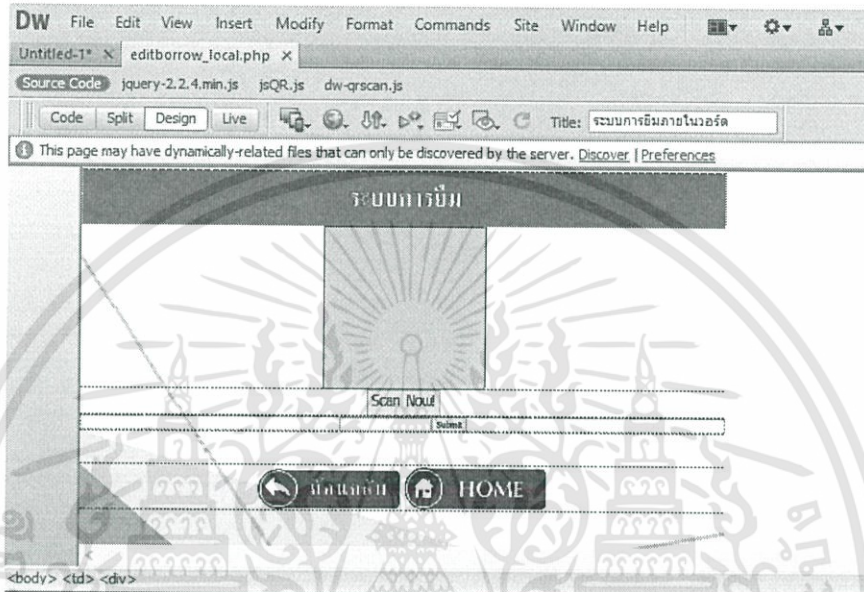 DW File Edit View Insert Modify Format Commands Site Window Help
Untitled-1* × editborrow_local.php ×
Source Code jquery-2.2.4.min.js jsQR.js dw-qrscan.js
Code Split Design Live Title: ระบบการยืมภายในวอร์ด
This page may have dynamically-related files that can only be discovered by the server. Discover | Preferences
ระบบการยืม
Scan Now!
Submit
HOME
<body> <td> <div>